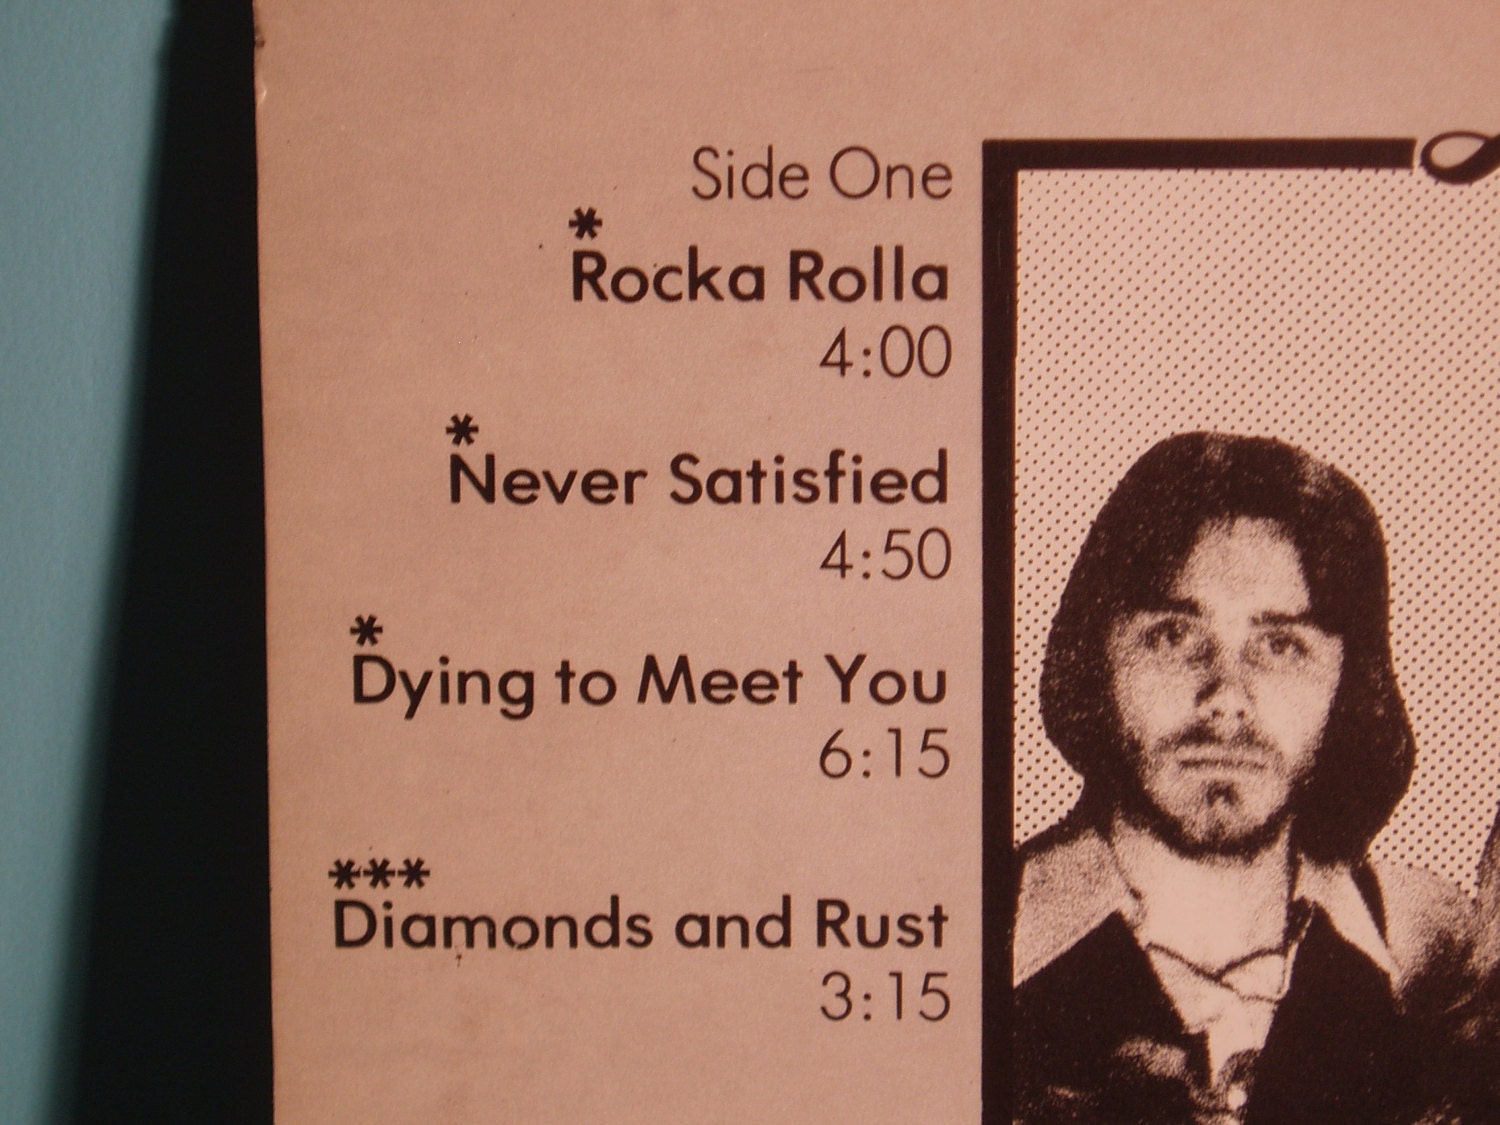 Side One
*
Rocka Rolla
4:00
*
Never Satisfied
4:50
*
Dying to Meet You
6:15
***
Diamonds and Rust
3:15